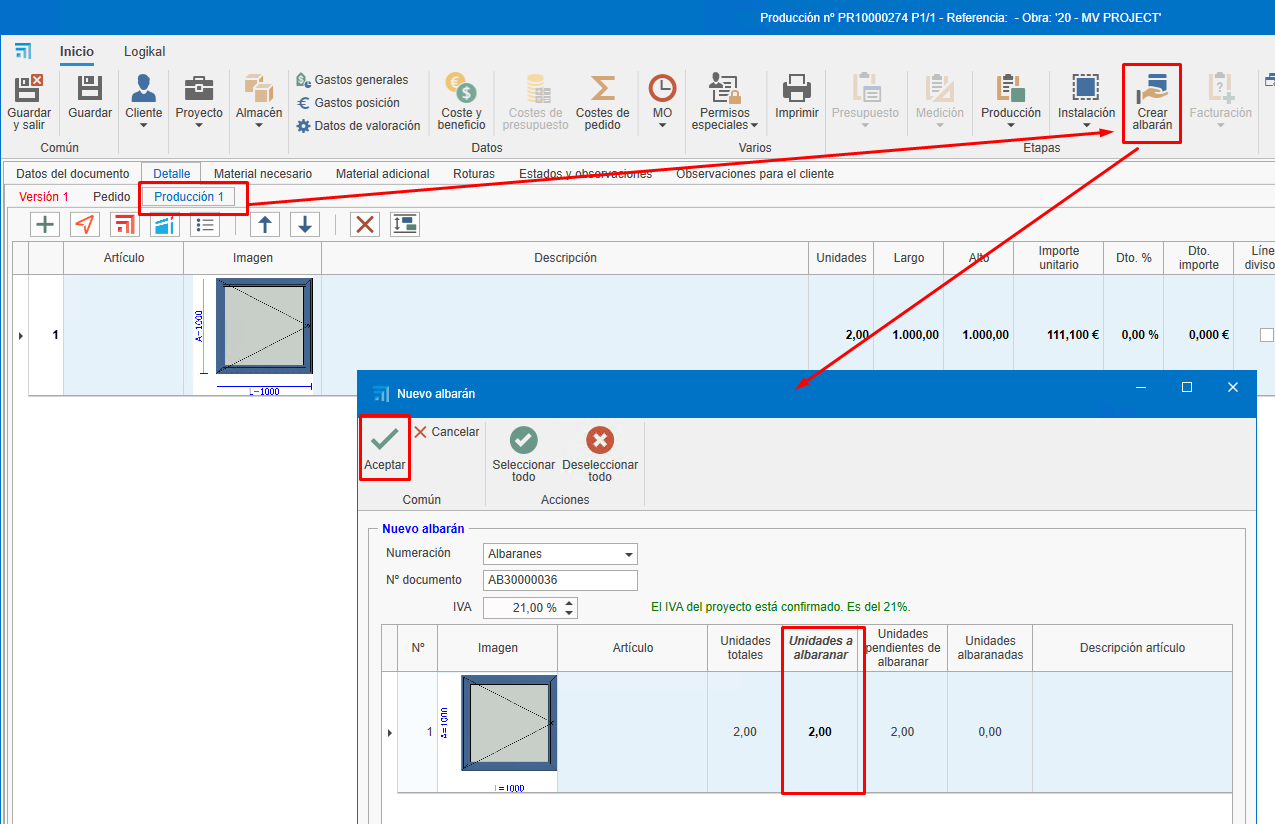 Producción nº PR10000274 P1/1 - Referencia:  - Obra: '20 - MV PROJECT'
Inicio
Logikal
Guardar
y salir
Guardar
Común
Cliente
Proyecto
Almacén
Gastos generales
Gastos posición
Datos de valoración
Coste y
beneficio
Costes de
presupuesto
Costes de
pedido
Datos
MO
Permisos
especiales
Imprimir
Varios
Presupuesto
Medición
Producción
Instalación
Crear
albarán
Facturación
Etapas
Datos del documento
Detalle
Material necesario
Material adicional
Roturas
Estados y observaciones
Observaciones para el cliente
Versión 1
Pedido
Producción 1
Artículo
Imagen
Descripción
Unidades
Largo
Alto
Importe
unitario
Dto. %
Dto.
importe
Líne
diviso
1
A=1000
L=1000
2,00
1.000,00
1.000,00
111,100 €
0,00 %
0,000 €
Nuevo albarán
Aceptar
Cancelar
Común
Seleccionar
todo
Deseleccionar
todo
Acciones
Nuevo albarán
Numeración
Albaranes
Nº documento
AB30000036
IVA
21,00 %
El IVA del proyecto está confirmado. Es del 21%.
Nº
Imagen
Artículo
Unidades
totales
Unidades a
albaranar
Unidades
pendientes de
albaranar
Unidades
albaranadas
Descripción artículo
1
A=1000
L=1000
2,00
2,00
2,00
0,00